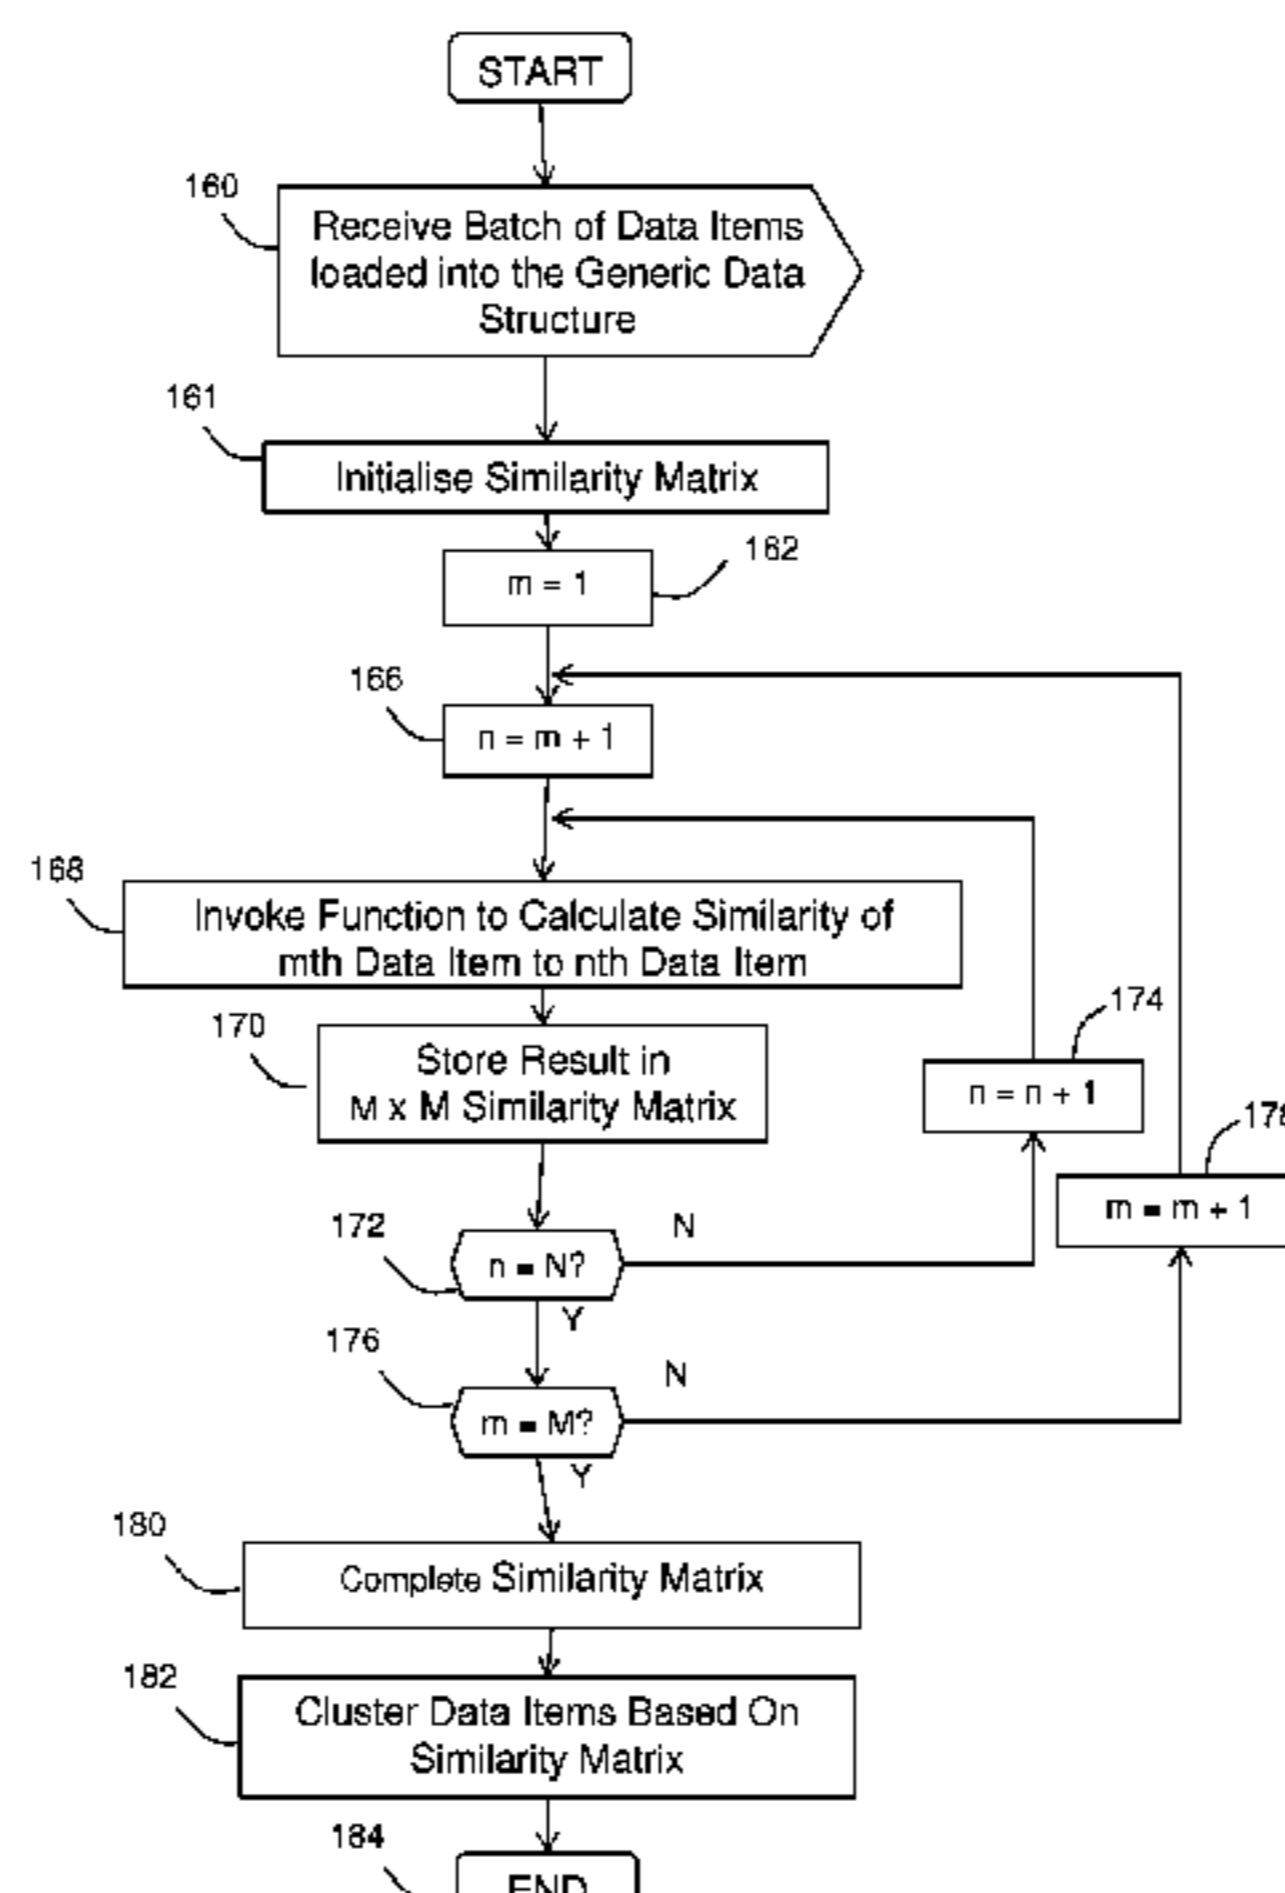 START
160
Receive Batch of Data Items
loaded into the Generic Data
Structure
161
Initialise Similarity Matrix
162
m = 1
166
n = m + 1
168
Invoke Function to Calculate Similarity of
mth Data Item to nth Data Item
170
Store Result in
M x M Similarity Matrix
174
n = n + 1
178
m = m + 1
172
n = N?
N
Y
176
m = M?
N
Y
180
Complete Similarity Matrix
182
Cluster Data Items Based On
Similarity Matrix
184
END